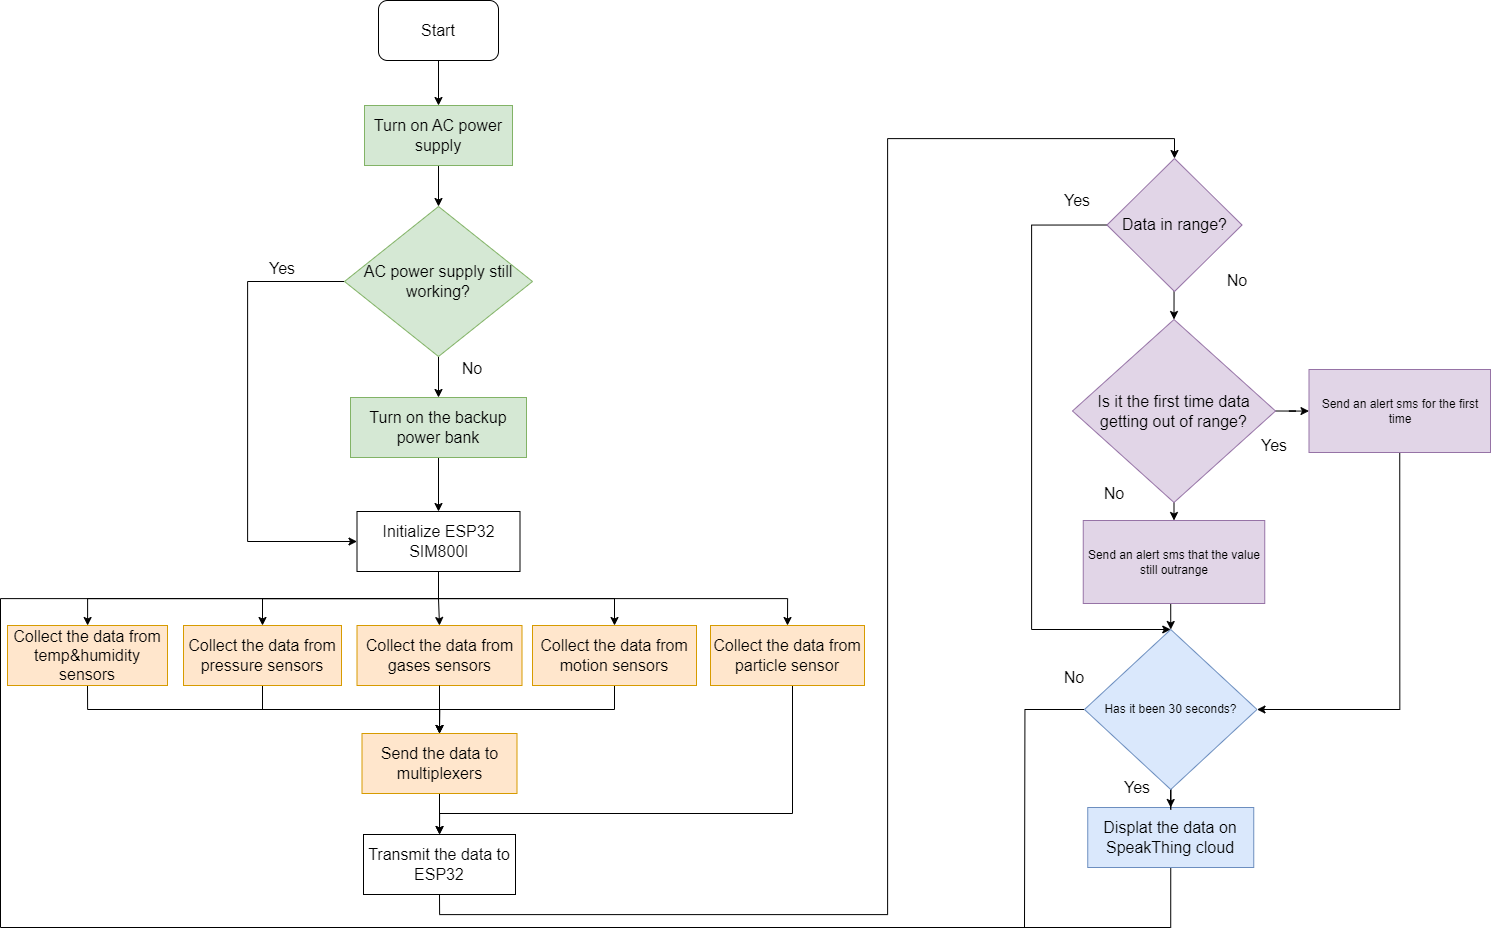 Start
Turn on AC power
supply
AC power supply still
working?
Yes
No
Turn on the backup
power bank
Initialize ESP32
SIM800l
Collect the data from
temp&humidity
sensors
Collect the data from
pressure sensors
Collect the data from
gases sensors
Collect the data from
motion sensors
Collect the data from
particle sensor
Send the data to
multiplexers
Transmit the data to
ESP32
Data in range?
Yes
No
Is it the first time data
getting out of range?
Yes
Send an alert sms for the first
time
No
Send an alert sms that the value
still outrange
Has it been 30 seconds?
No
Yes
Displat the data on
SpeakThing cloud